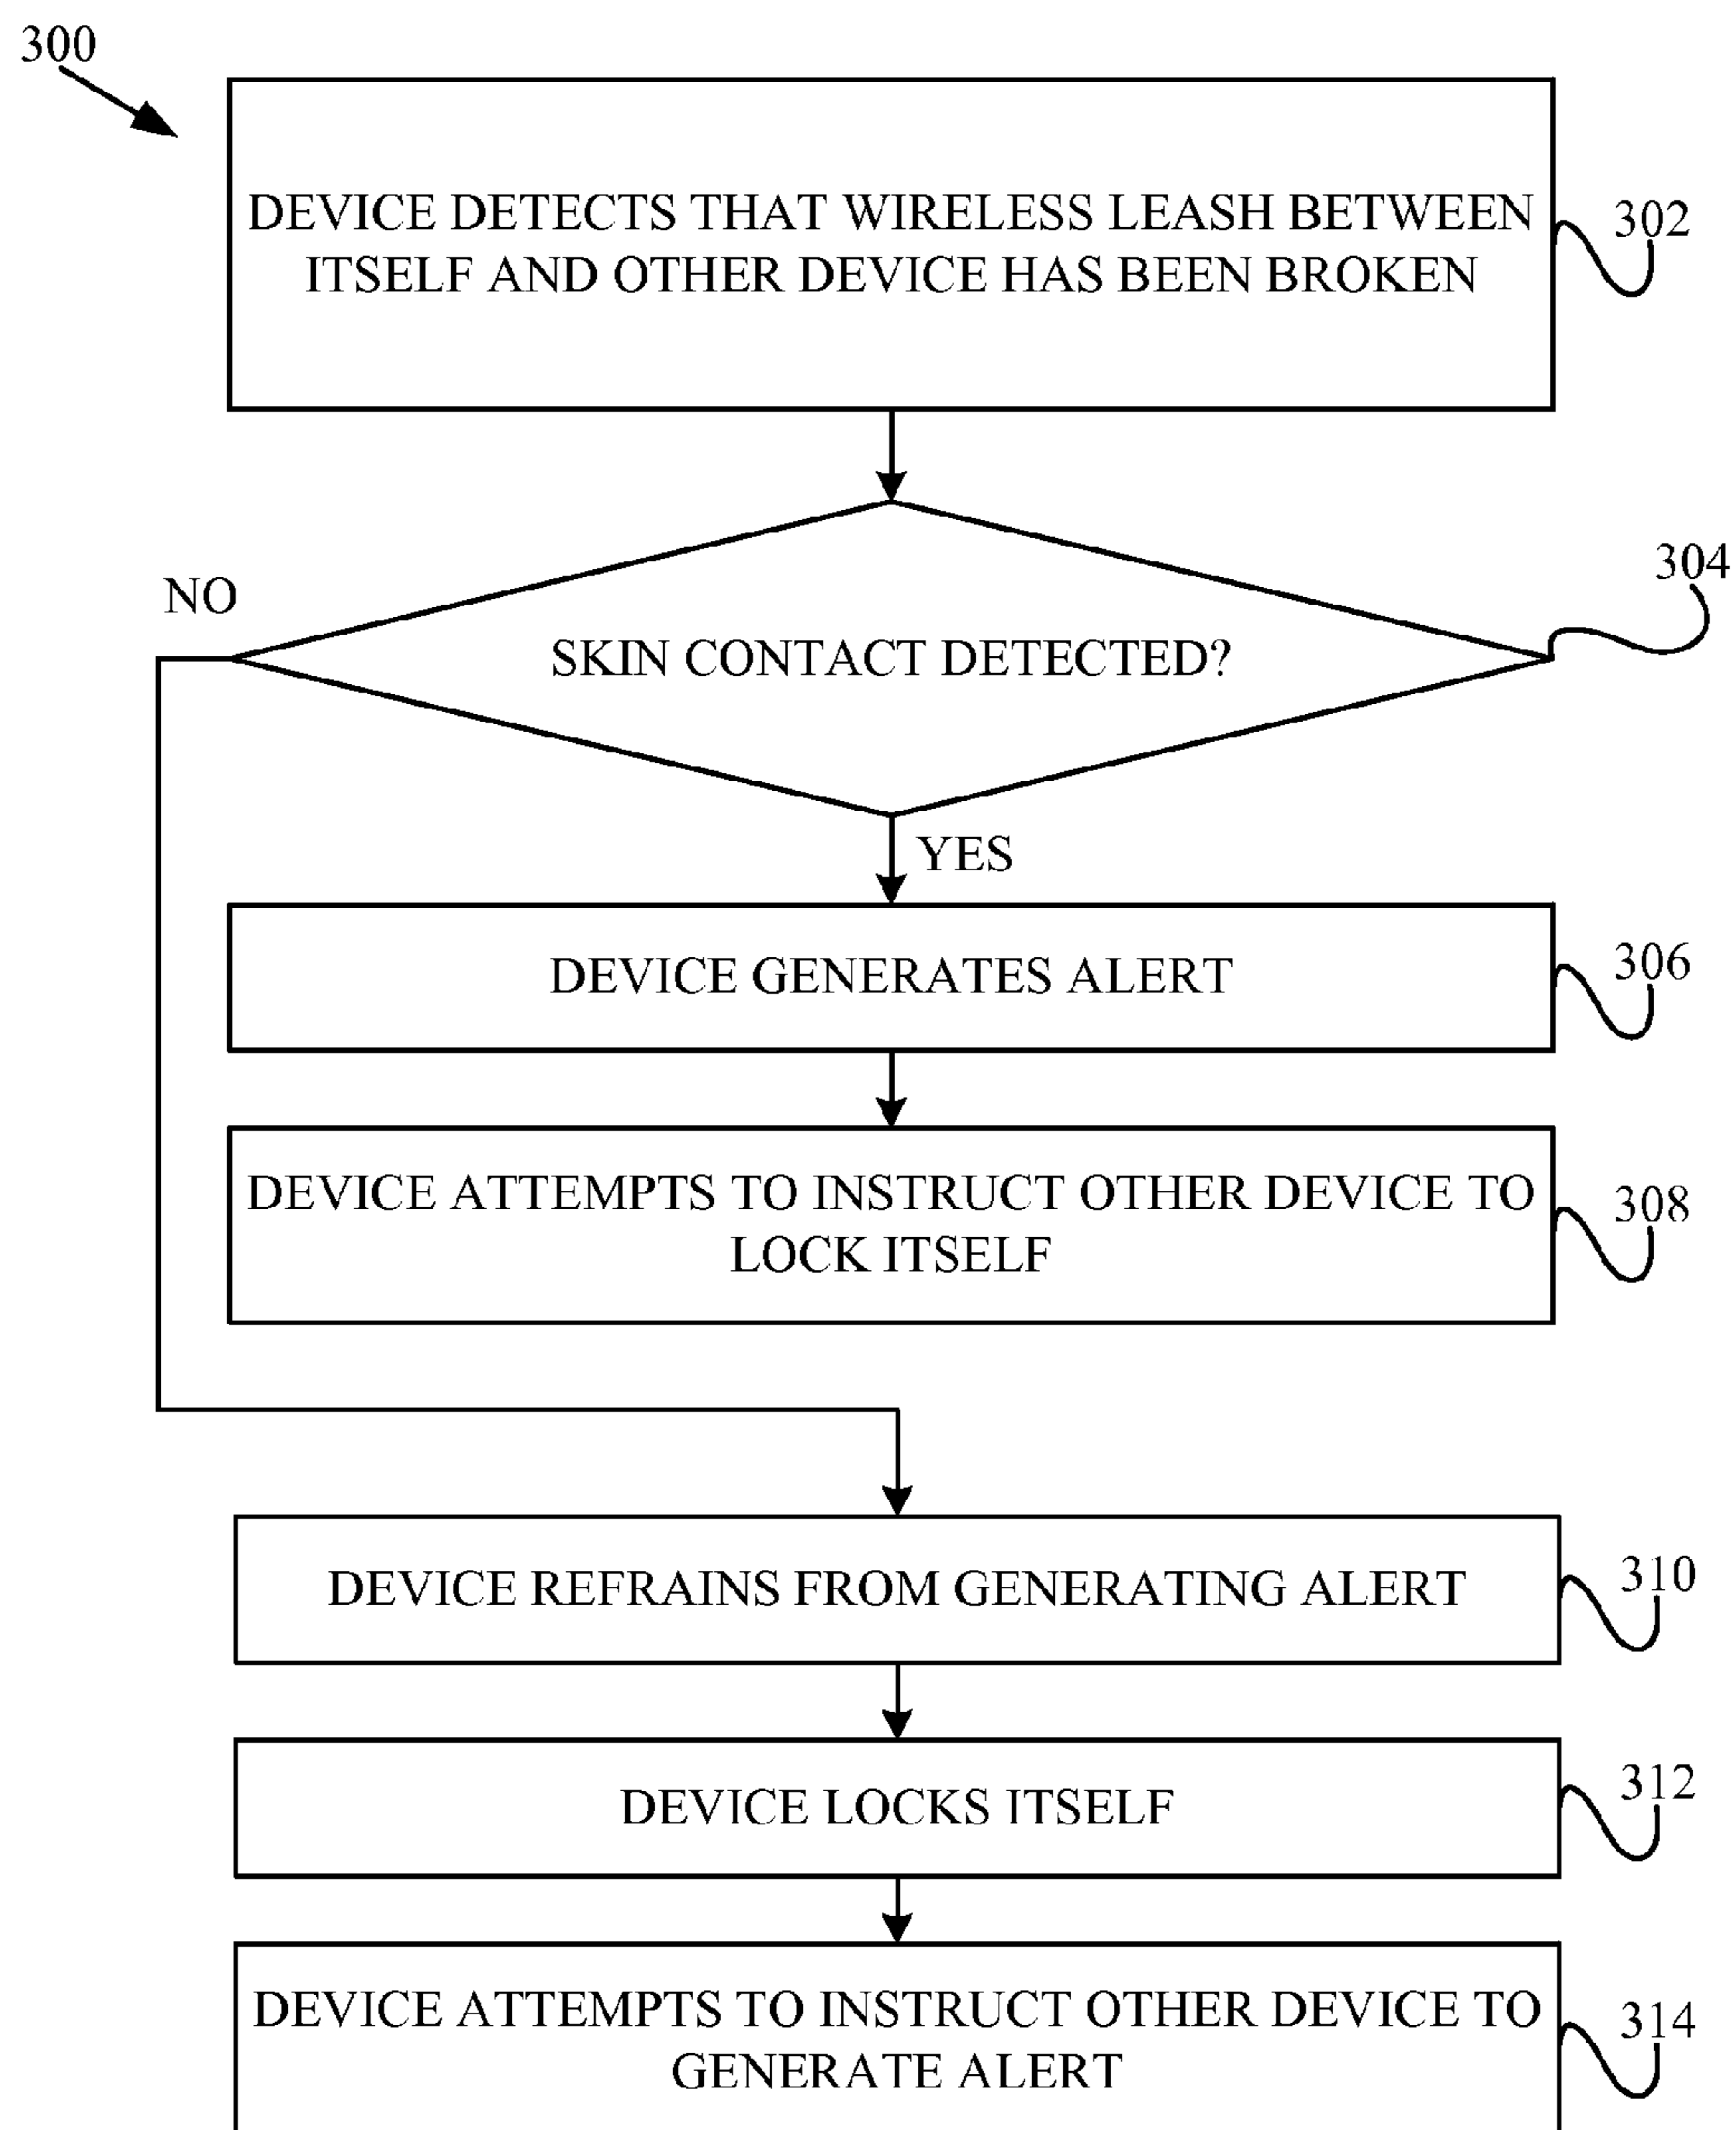 300
DEVICE DETECTS THAT WIRELESS LEASH BETWEEN
ITSELF AND OTHER DEVICE HAS BEEN BROKEN
302
304
NO
SKIN CONTACT DETECTED?
YES
DEVICE GENERATES ALERT
306
DEVICE ATTEMPTS TO INSTRUCT OTHER DEVICE TO
LOCK ITSELF
308
DEVICE REFRAINS FROM GENERATING ALERT
310
DEVICE LOCKS ITSELF
312
DEVICE ATTEMPTS TO INSTRUCT OTHER DEVICE TO
GENERATE ALERT
314